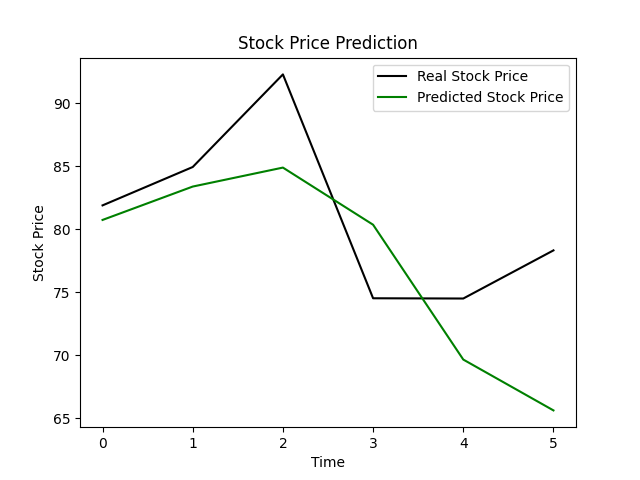 Stock Price Prediction
Real Stock Price
Predicted Stock Price
Stock Price
90
85
80
75
70
65
0 1 2 3 4 5
Time